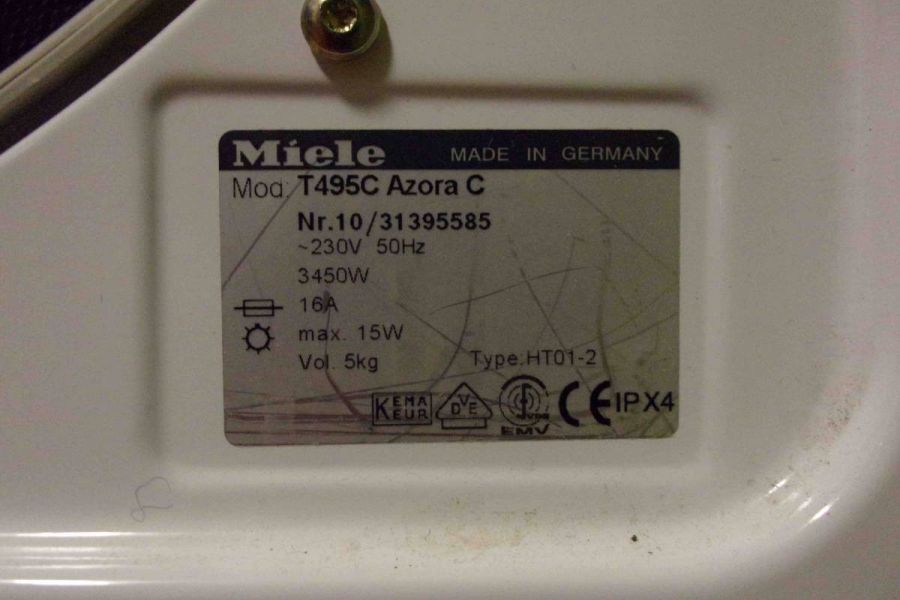 Miele MADE IN GERMANY
Mod: T495C Azora C
Nr.10/31395585
~230V 50Hz
3450W
16A
max. 15W
Vol. 5kg Type:HT01-2
KEMA KEUR DVE EMV CE IPX4